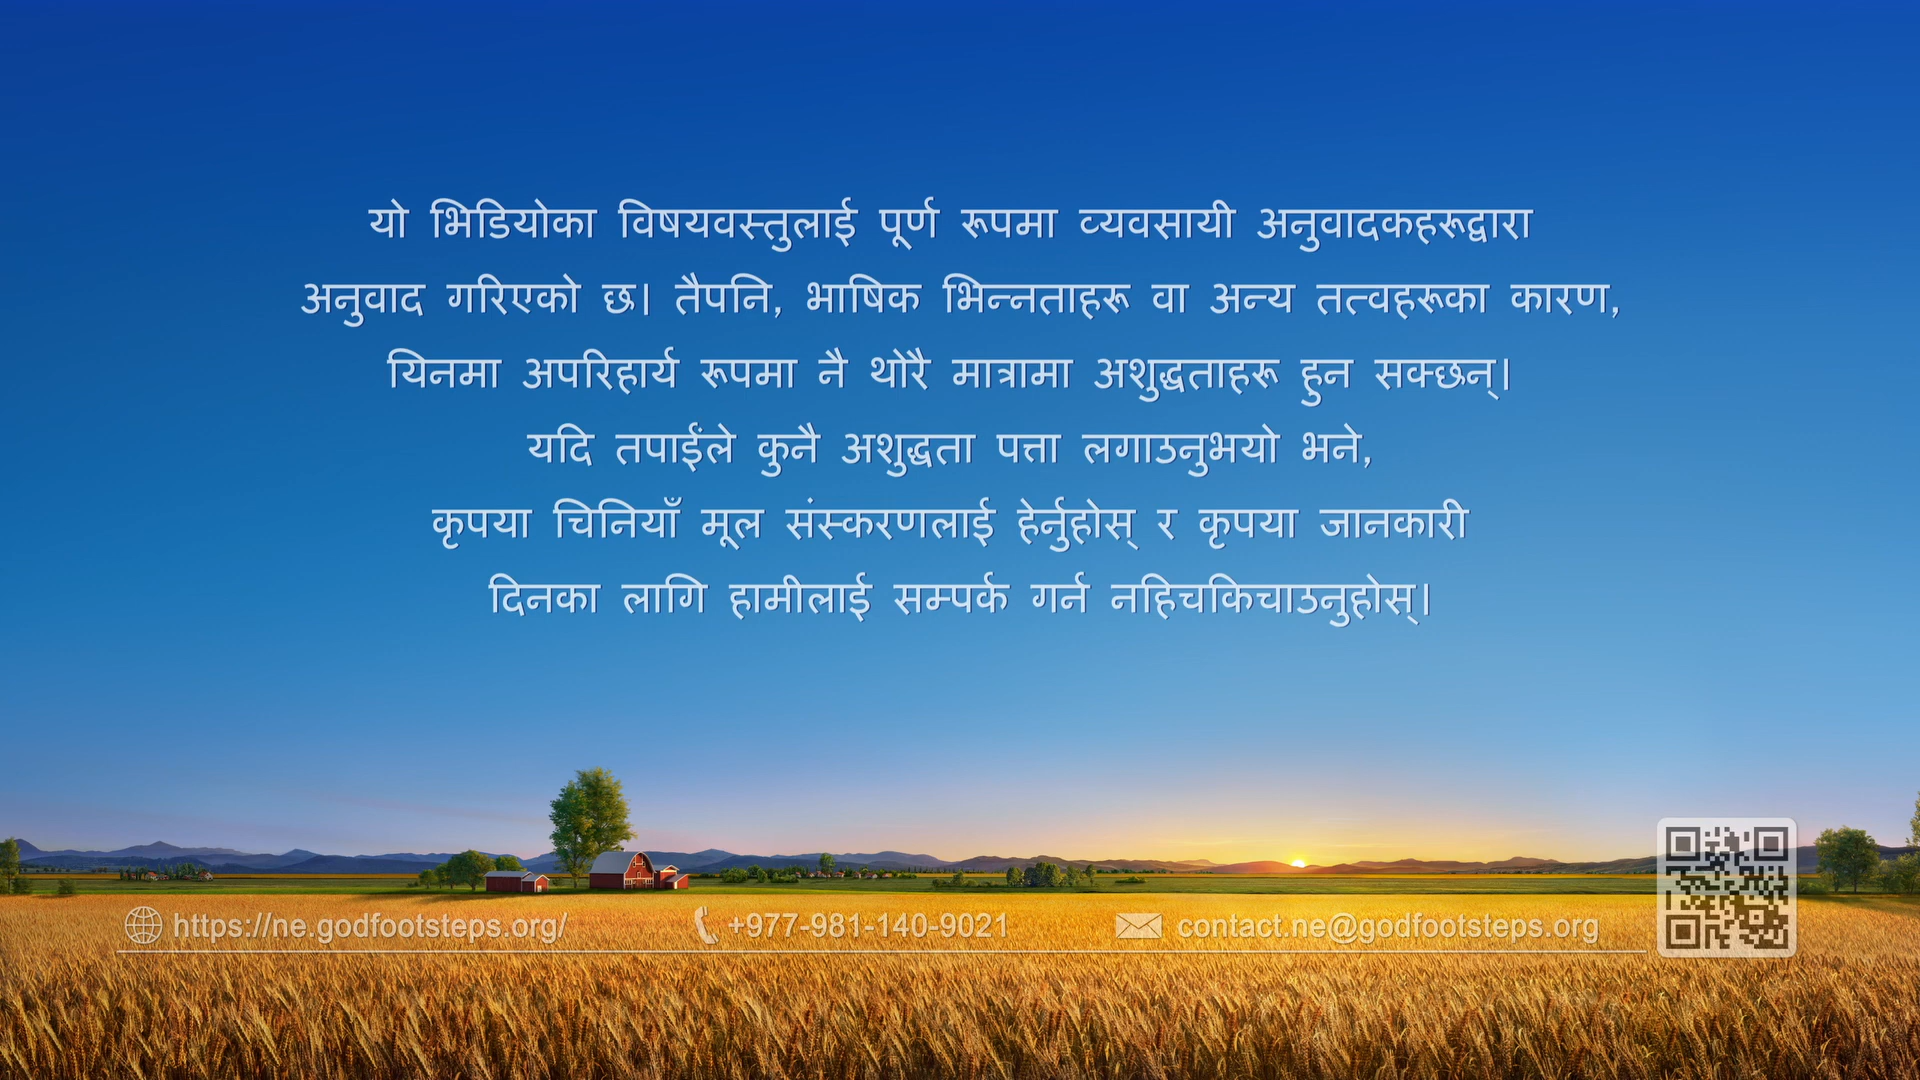 यो भिडियोका विषयवस्तुलाई पूर्ण रूपमा व्यवसायी अनुवादकहरूद्वारा
अनुवाद गरिएको छ। तैपनि, भाषिक भिन्नताहरू वा अन्य तत्वहरूका कारण,
यिनमा अपरिहार्य रूपमा नै थोरै मात्रामा अशुद्धताहरू हुन सक्छन्।
यदि तपाईंले कुनै अशुद्धता पत्ता लगाउनुभयो भने,
कृपया चिनियाँ मूल संस्करणलाई हेर्नुहोस् र कृपया जानकारी
दिनका लागि हामीलाई सम्पर्क गर्न नहिचकिचाउनुहोस्।
https://ne.godfootsteps.org/ +977-981-140-9021 contact.ne@godfootsteps.org